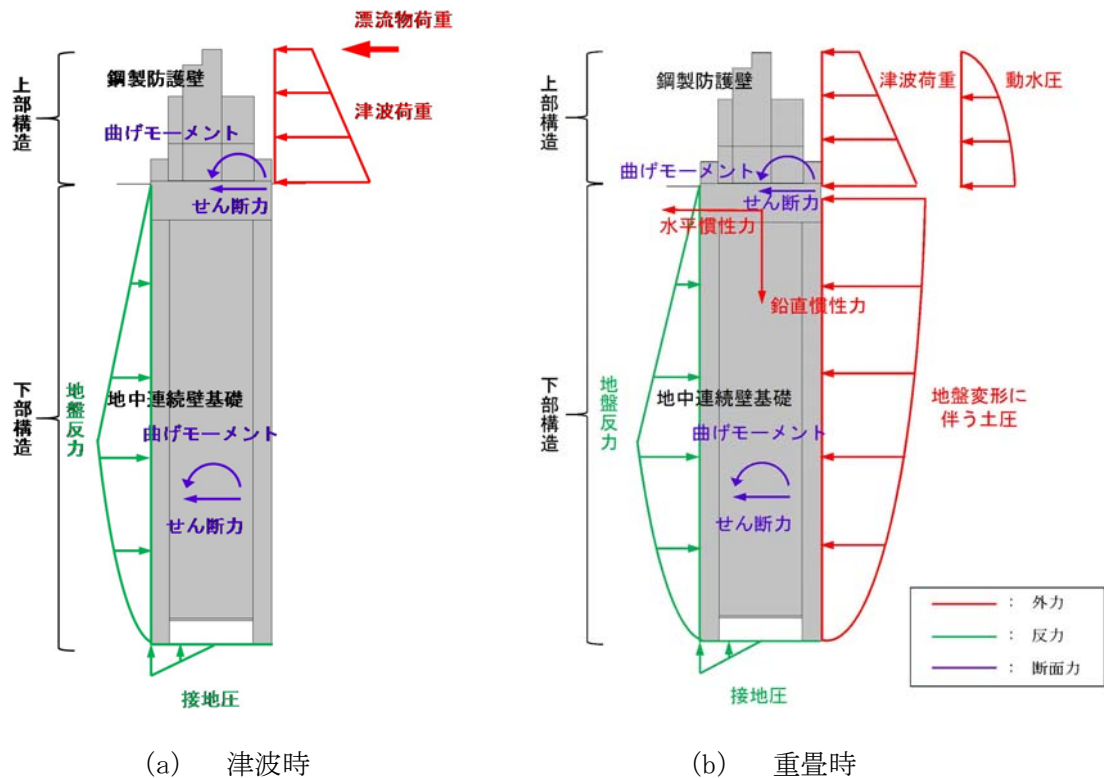 漂流物荷重
鋼製防護壁
津波荷重
曲げモーメント
せん断力
上部構造
下部構造
地盤反力
地中連続壁基礎
曲げモーメント
せん断力
接地圧
(a) 津波時
鋼製防護壁
津波荷重
動水圧
曲げモーメント
せん断力
水平慣性力
鉛直慣性力
上部構造
下部構造
地盤反力
地中連続壁基礎
曲げモーメント
せん断力
地盤変形に
伴う土圧
接地圧
: 外力
: 反力
: 断面力
(b) 重畳時